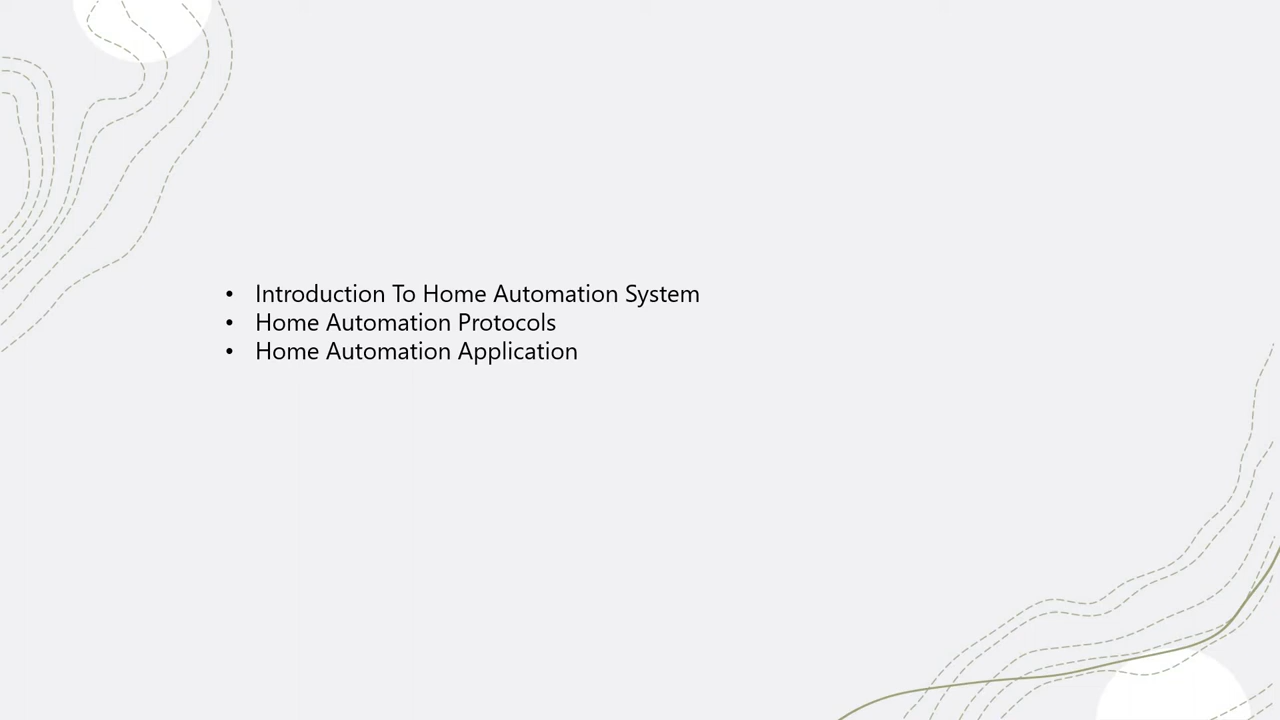 • Introduction To Home Automation System
• Home Automation Protocols
• Home Automation Application